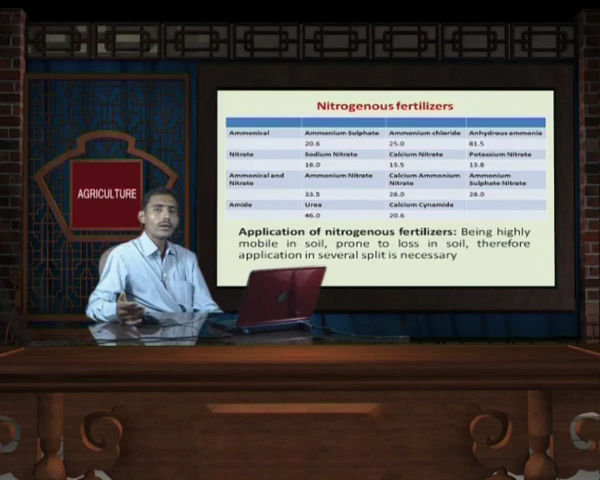 Nitrogenous fertilizers
Ammonical Ammonium Sulphate Ammonium chloride Anhydrous ammonia
20.6 25.0 81.5
Nitrate Sodium Nitrate Calcium Nitrate Potassium Nitrate
16.0 15.5 13.8
Ammonical and Nitrate Ammonium Nitrate Calcium Ammonium Nitrate Ammonium Sulphate Nitrate
33.5 26.0 26.0
Amide Urea Calcium Cynamide
46.0 20.6
Application of nitrogenous fertilizers: Being highly
mobile in soil, prone to loss in soil, therefore
application in several split is necessary
AGRICULTURE